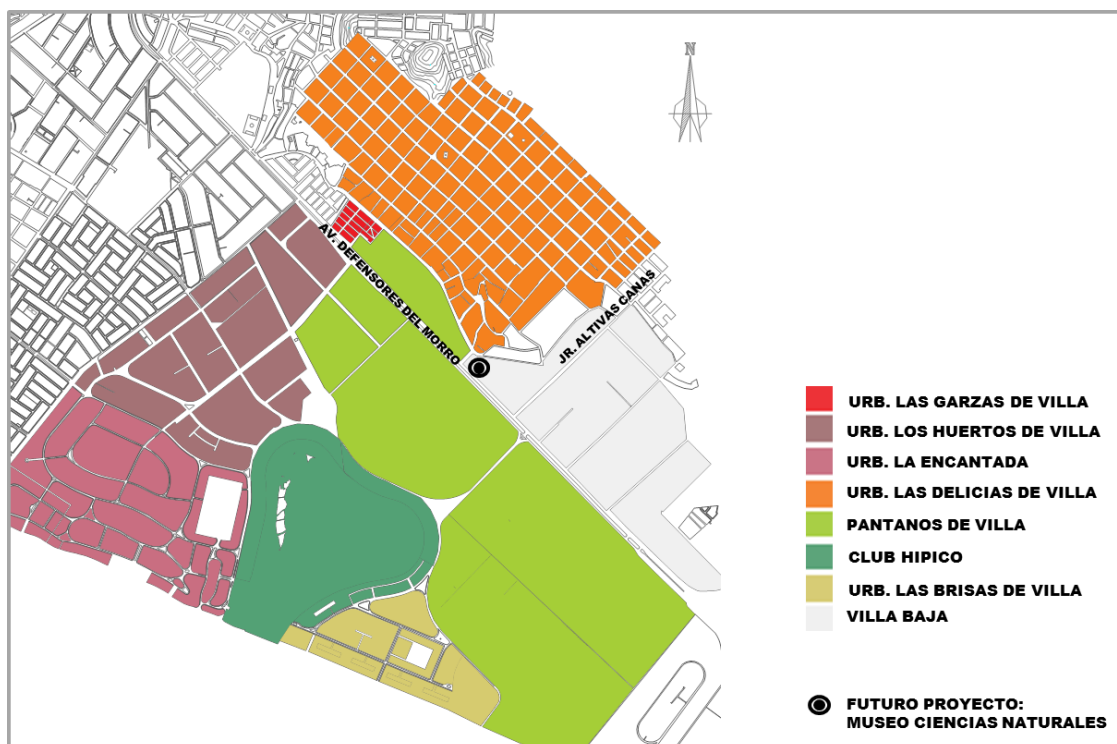 N
AV. DEFENSORES DEL MORRO
JR. ALTIVAS CANAS
URB. LAS GARZAS DE VILLA
URB. LOS HUERTOS DE VILLA
URB. LA ENCANTADA
URB. LAS DELICIAS DE VILLA
PANTANOS DE VILLA
CLUB HIPICO
URB. LAS BRISAS DE VILLA
VILLA BAJA
FUTURO PROYECTO:
MUSEO CIENCIAS NATURALES